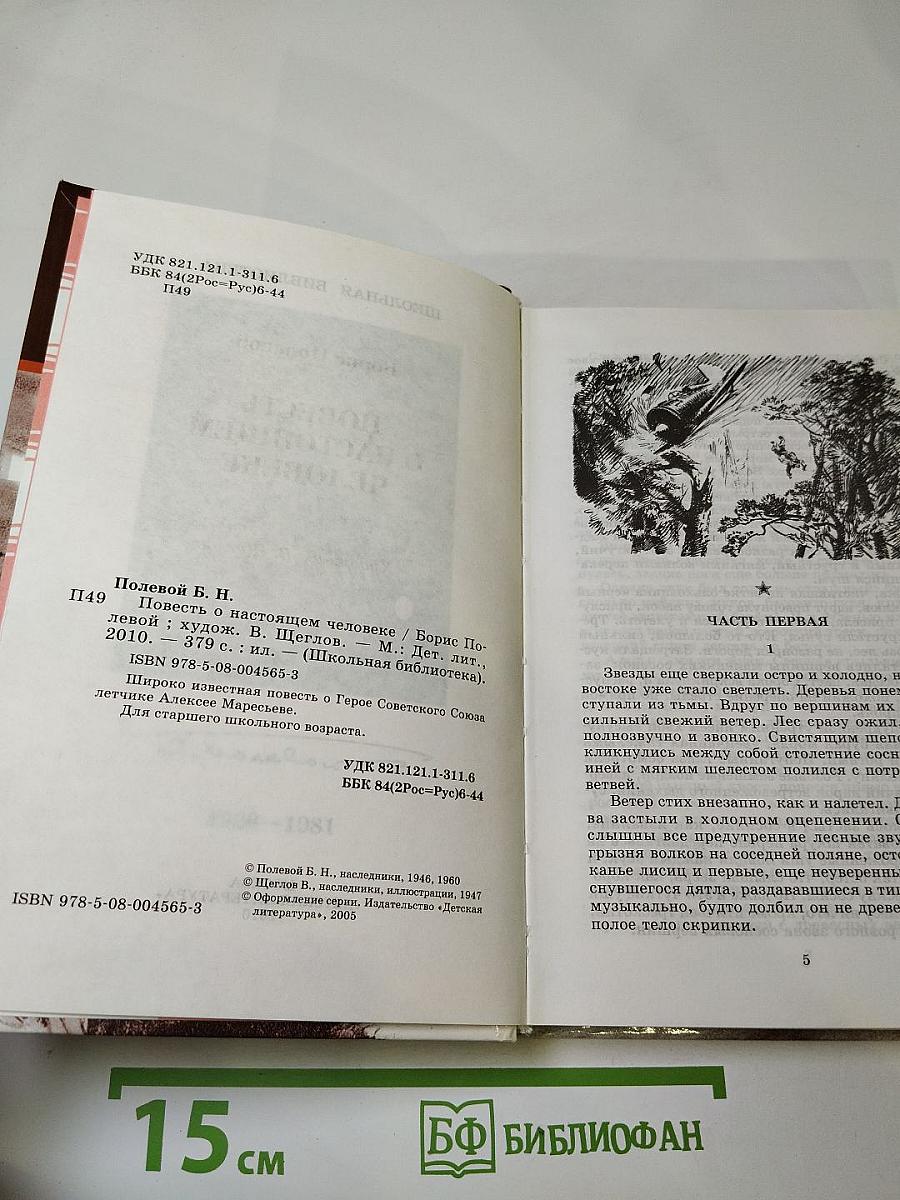 УДК 821.121.1-311.6
ББК 84(2Рос=Рус)6-44
П49
Полевой Б. Н.
П49 Повесть о настоящем человеке / Борис По-
левой ; худож. В. Щеглов. — М.: Дет. лит.,
2010. — 379 с. : ил. — (Школьная библиотека).
ISBN 978-5-08-004565-3
Широко известная повесть о Герое Советского Союза
летчике Алексее Маресьеве.
Для старшего школьного возраста.
УДК 821.121.1-311.6
ББК 84(2Рос=Рус)6-44
© Полевой Б. Н., наследники, 1946, 1960
© Щеглов В., наследники, иллюстрации, 1947
© Оформление серии. Издательство «Детская
литература», 2005
ISBN 978-5-08-004565-3
ЧАСТЬ ПЕРВАЯ
1
Звезды еще сверкали остро и холодно, н
востоке уже стало светлеть. Деревья поне
ступали из тьмы. Вдруг по вершинам их
сильный свежий ветер. Лес сразу ожил,
полнозвучно и звонко. Свистящим шепо
кликнулись между собой столетние сосн
иней с мягким шелестом полился с потр
ветвей.
Ветер стих внезапно, как и налетел. Д
ва застыли в холодном оцепенении. С
слышны все предутренние лесные зву
грызня волков на соседней поляне, осто
канье лисиц и первые, еще неуверенны
снувшегося дятла, раздававшиеся в тиш
музыкально, будто долбил он не древе
полое тело скрипки.
5
15 см
БФ БИБЛИОФАН